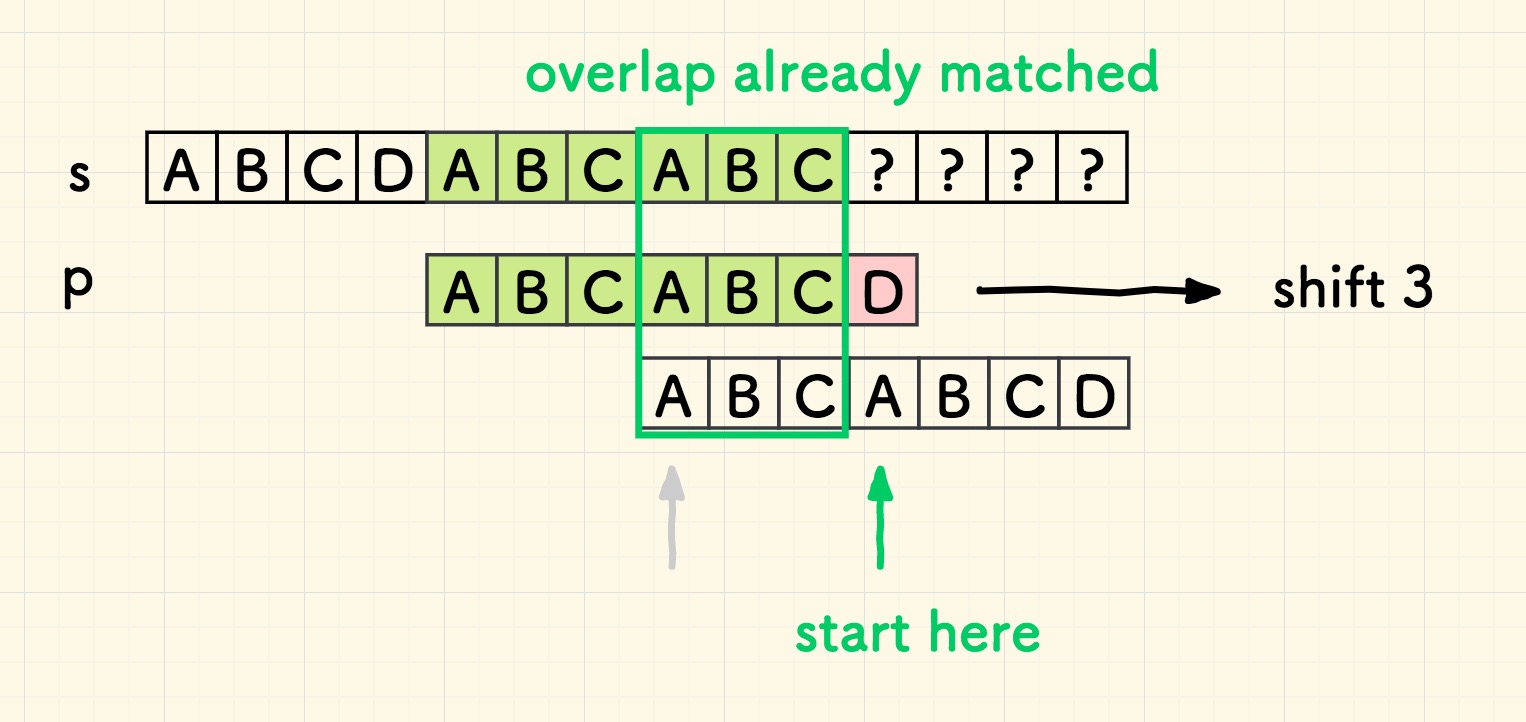 overlap already matched
s A B C D A B C A B C ? ? ? ?
p A B C A B C D shift 3
A B C A B C D
start here